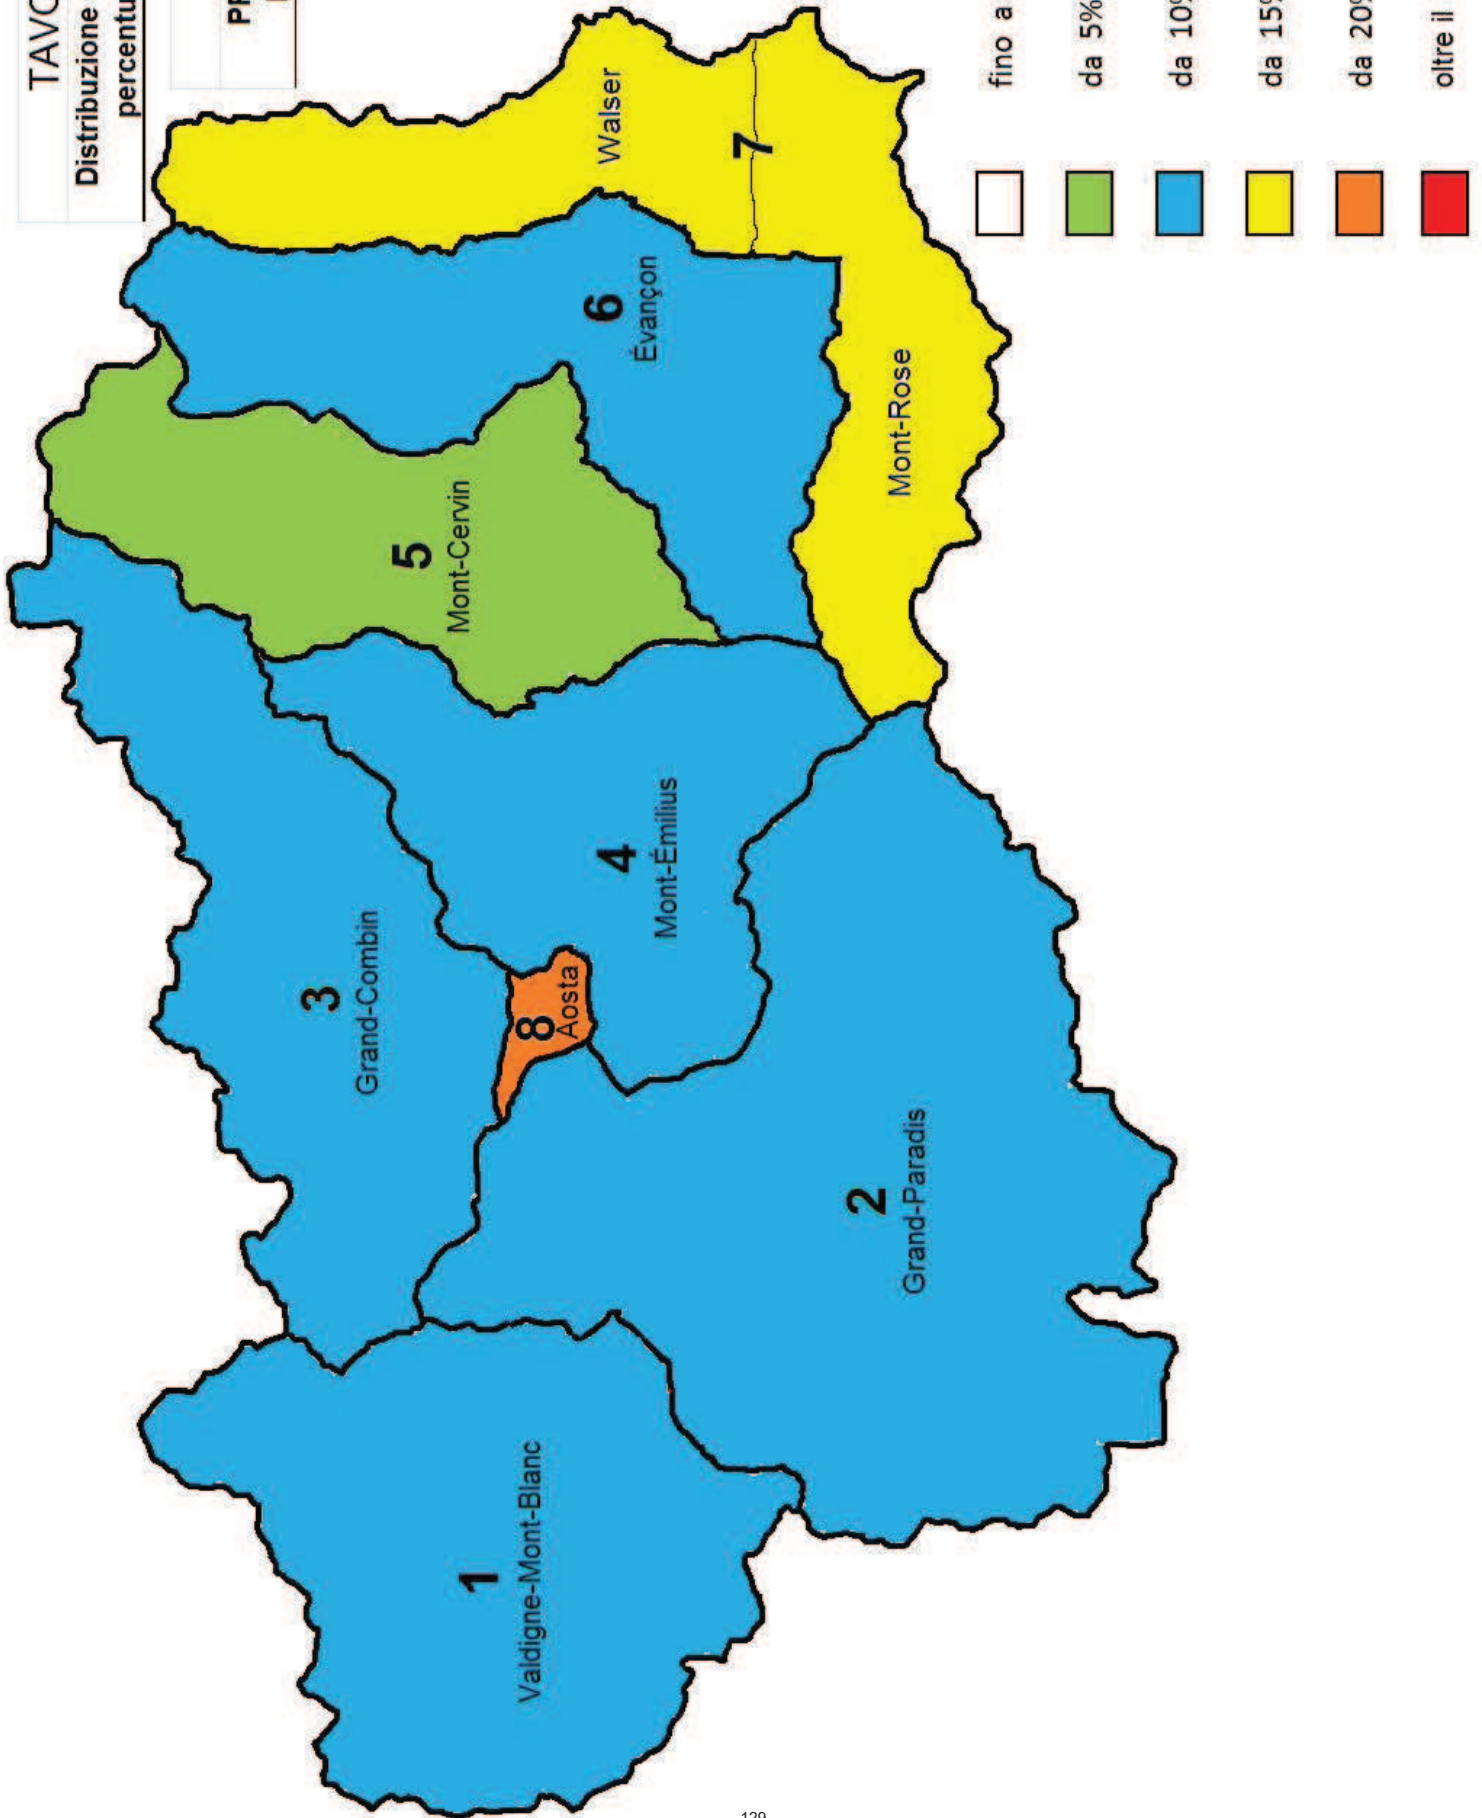 TAVO
Distribuzione
percentu
PR
1
Valdigne-Mont-Blanc
2
Grand-Paradis
3
Grand-Combin
4
Mont-Émilius
5
Mont-Cervin
6
Évançon
7
Walser
Mont-Rose
8
Aosta
fino a
da 5%
da 10%
da 15%
da 20%
oltre il
129